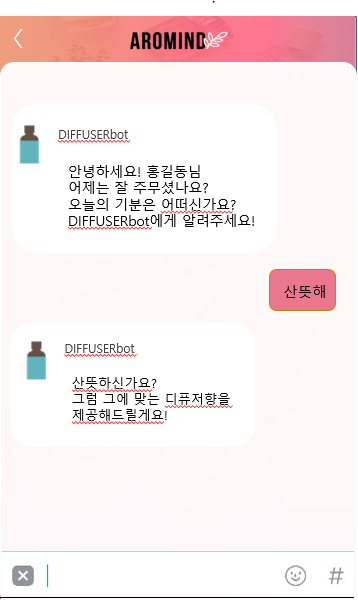 AROMIND
DIFFUSERbot
안녕하세요! 홍길동님
어제는 잘 주무셨나요?
오늘의 기분은 어떠신가요?
DIFFUSERbot에게 알려주세요!
산뜻해
DIFFUSERbot
산뜻하신가요?
그럼 그에 맞는 디퓨저향을
제공해드릴게요!
#